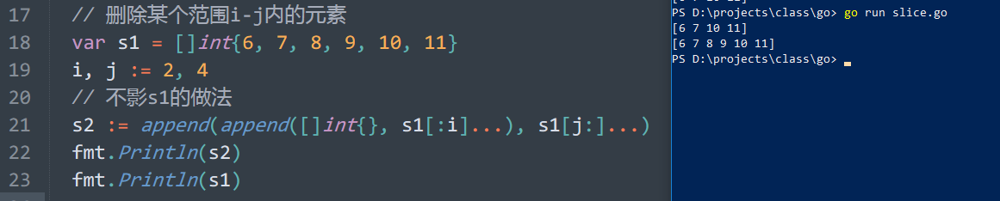 17 // 删除某个范围i-j内的元素
18 var s1 = []int{6, 7, 8, 9, 10, 11}
19 i, j := 2, 4
20 // 不影s1的做法
21 s2 := append(append([]int{}, s1[:i]...), s1[j:]...)
22 fmt.Println(s2)
23 fmt.Println(s1)
PS D:\projects\class\go> go run slice.go
[6 7 10 11]
[6 7 8 9 10 11]
PS D:\projects\class\go>